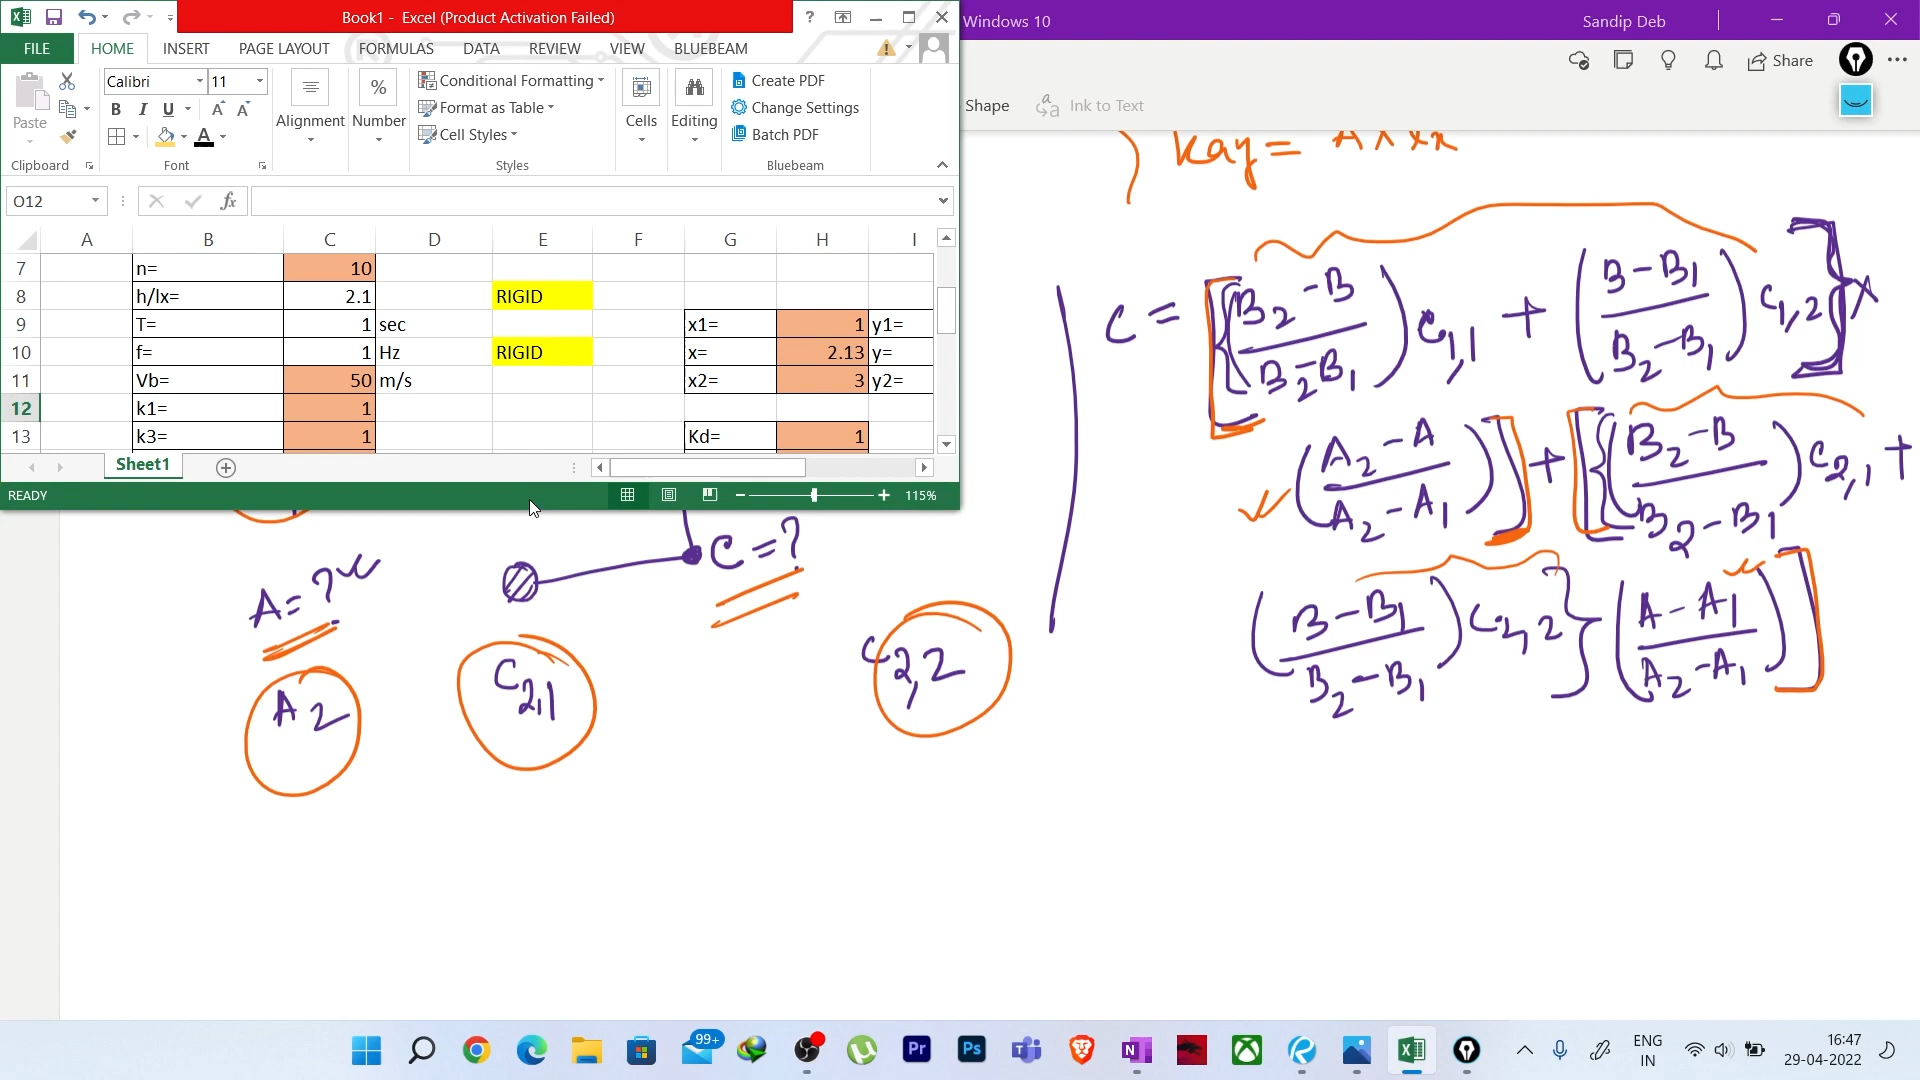 Book1 - Excel (Product Activation Failed)
Windows 10
Sandip Deb
FILE HOME INSERT PAGE LAYOUT FORMULAS DATA REVIEW VIEW BLUEBEAM
Share
Calibri 11
Paste
Alignment
Number
Conditional Formatting
Format as Table
Cell Styles
Cells
Editing
Create PDF
Change Settings
Batch PDF
Shape
Ink to Text
Clipboard
Font
Styles
Bluebeam
O12
fx
A B C D E F G H I
7 n= 10
8 h/lx= 2.1 RIGID
9 T= 1 sec x1= 1 y1=
10 f= 1 Hz RIGID x= 2.13 y=
11 Vb= 50 m/s x2= 3 y2=
12 k1= 1
13 k3= 1 Kd= 1
Sheet1
READY
115%
C = [{(B2-B / B2-B1) C1,1 + (B-B1 / B2-B1) C1,2} ×
(A2-A / A2-A1)] + [{(B2-B / B2-B1) C2,1 +
(B-B1 / B2-B1) C2,2} (A-A1 / A2-A1)]
C = ?
A = ?
A2
C2,1
C2,2
99+
Pr
Ps
ENG
IN
16:47
29-04-2022